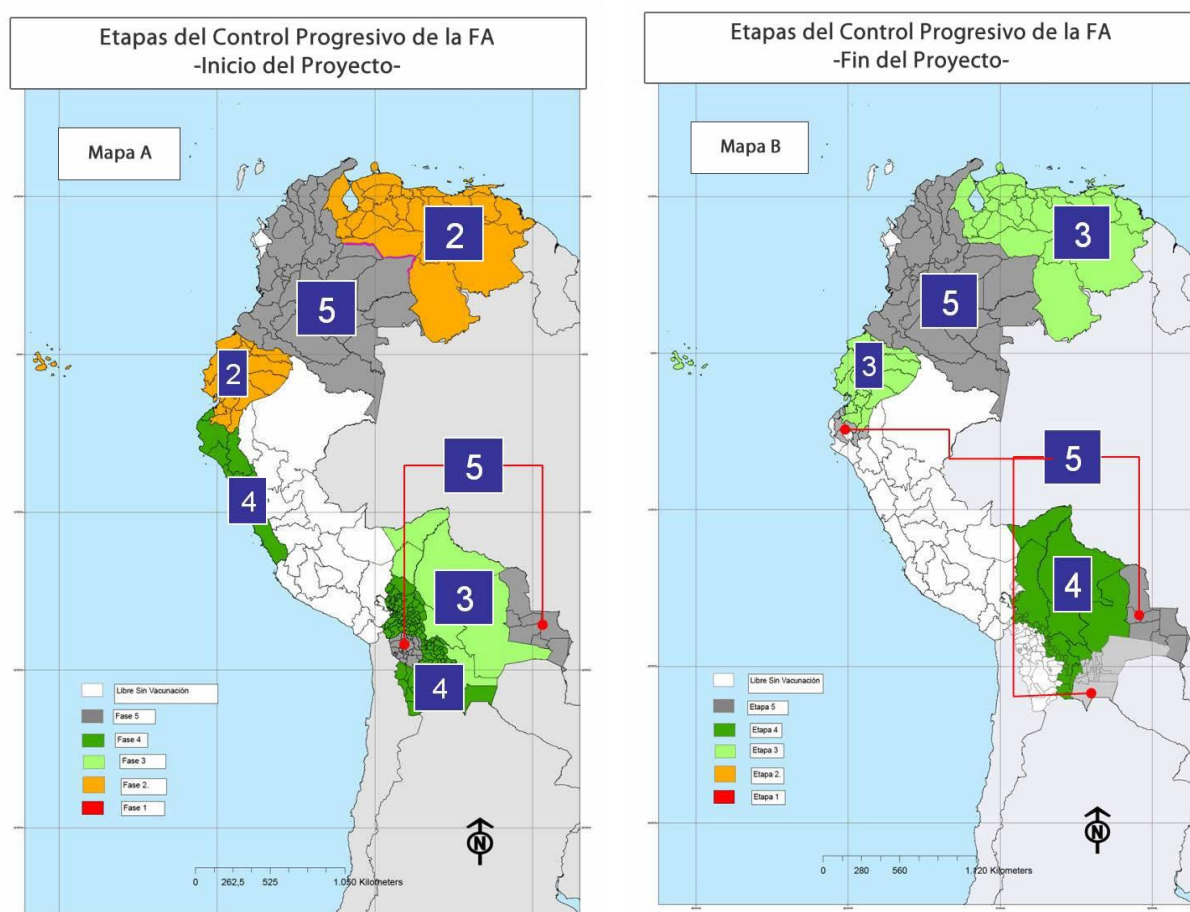 Etapas del Control Progresivo de la FA
-Inicio del Proyecto-
Mapa A
2
5
2
4
5
3
4
Libre Sin Vacunación
Fase 5
Fase 4
Fase 3
Fase 2.
Fase 1
N
0 262,5 525 1.050 Kilometers
Etapas del Control Progresivo de la FA
-Fin del Proyecto-
Mapa B
3
5
3
5
4
Libre Sin Vacunación
Etapa 5
Etapa 4
Etapa 3
Etapa 2.
Etapa 1
N
0 280 560 1.120 Kilometers